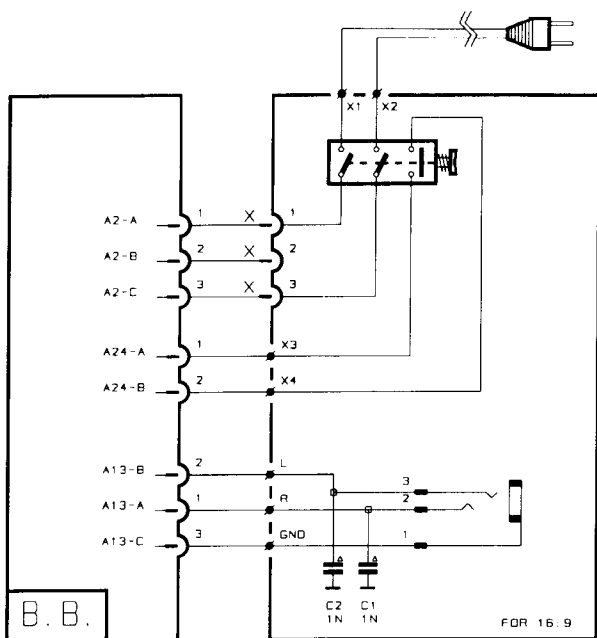 X1 X2
A2-A 1 X 1
A2-B 2 X 2
A2-C 3 X 3
A24-A 1 X3
A24-B 2 X4
A13-B 2 L 3
A13-A 1 R 2
A13-C 3 GND 1
C2 C1
1N 1N
B.B. FOR 16:9